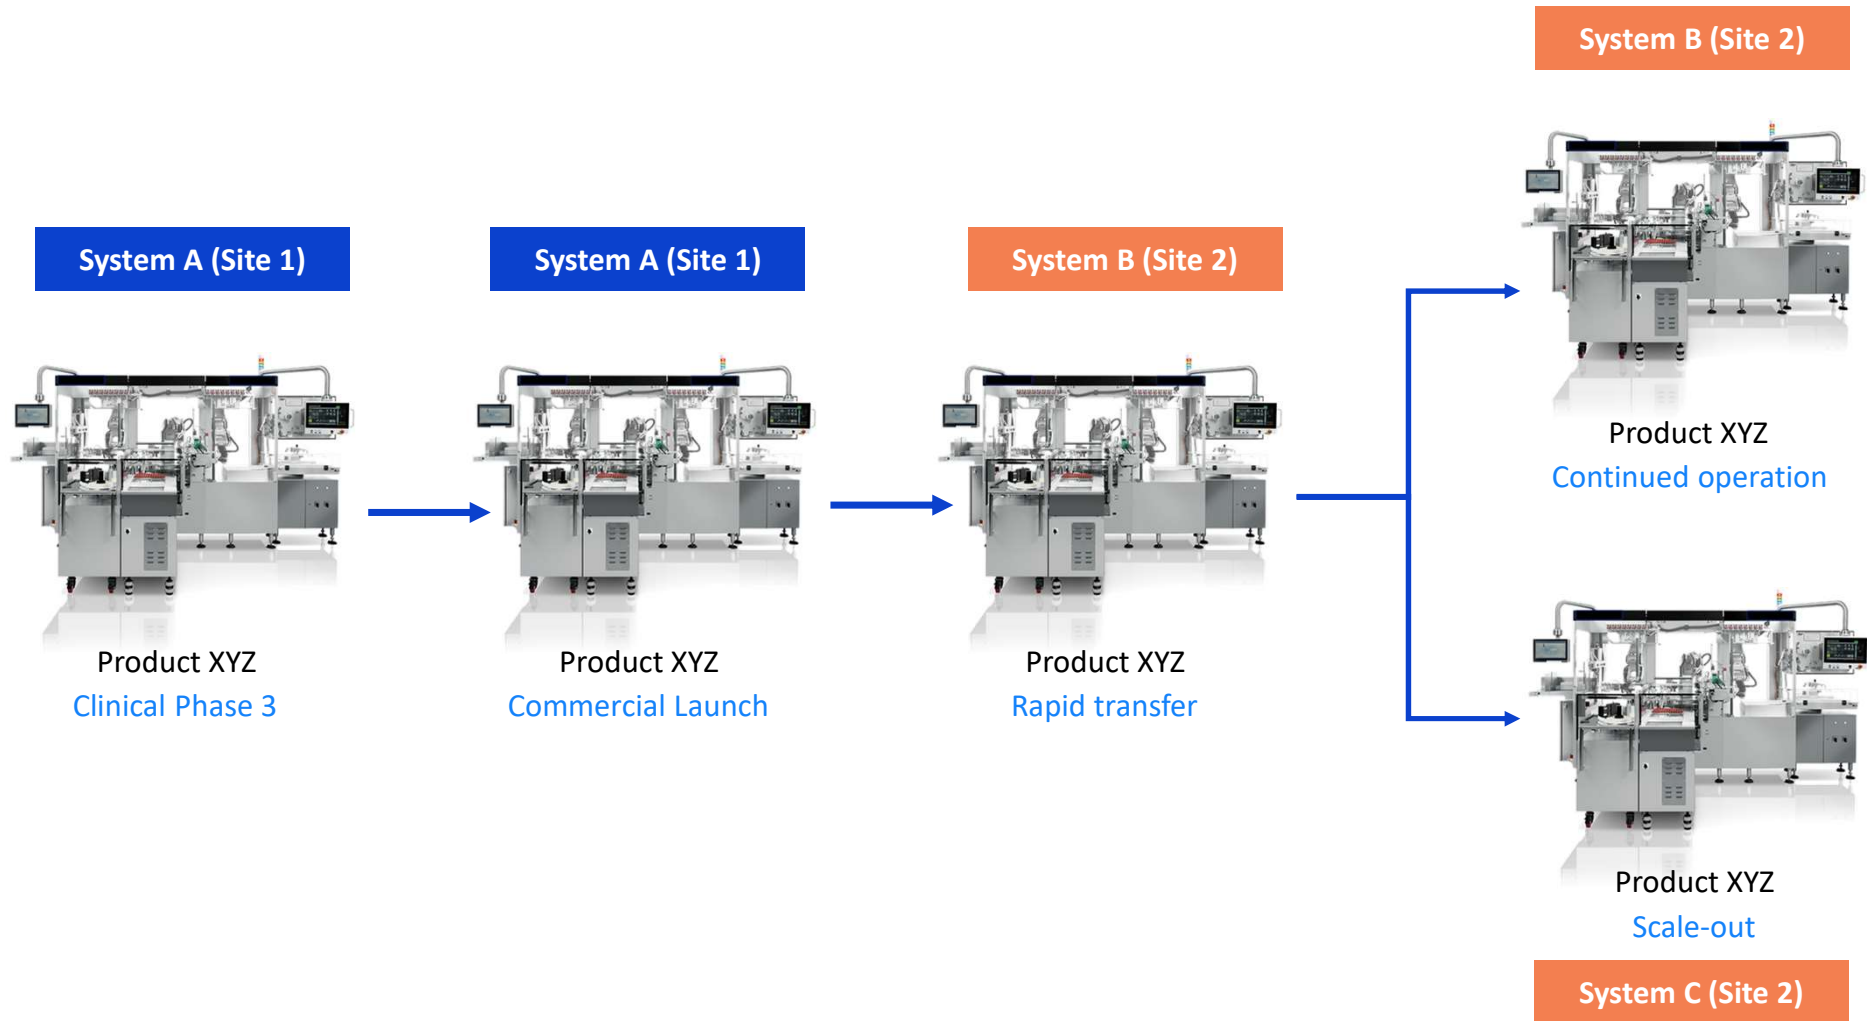 System B (Site 2)
System A (Site 1)
System A (Site 1)
System B (Site 2)
Product XYZ
Continued operation
Product XYZ
Clinical Phase 3
Product XYZ
Commercial Launch
Product XYZ
Rapid transfer
Product XYZ
Scale-out
System C (Site 2)